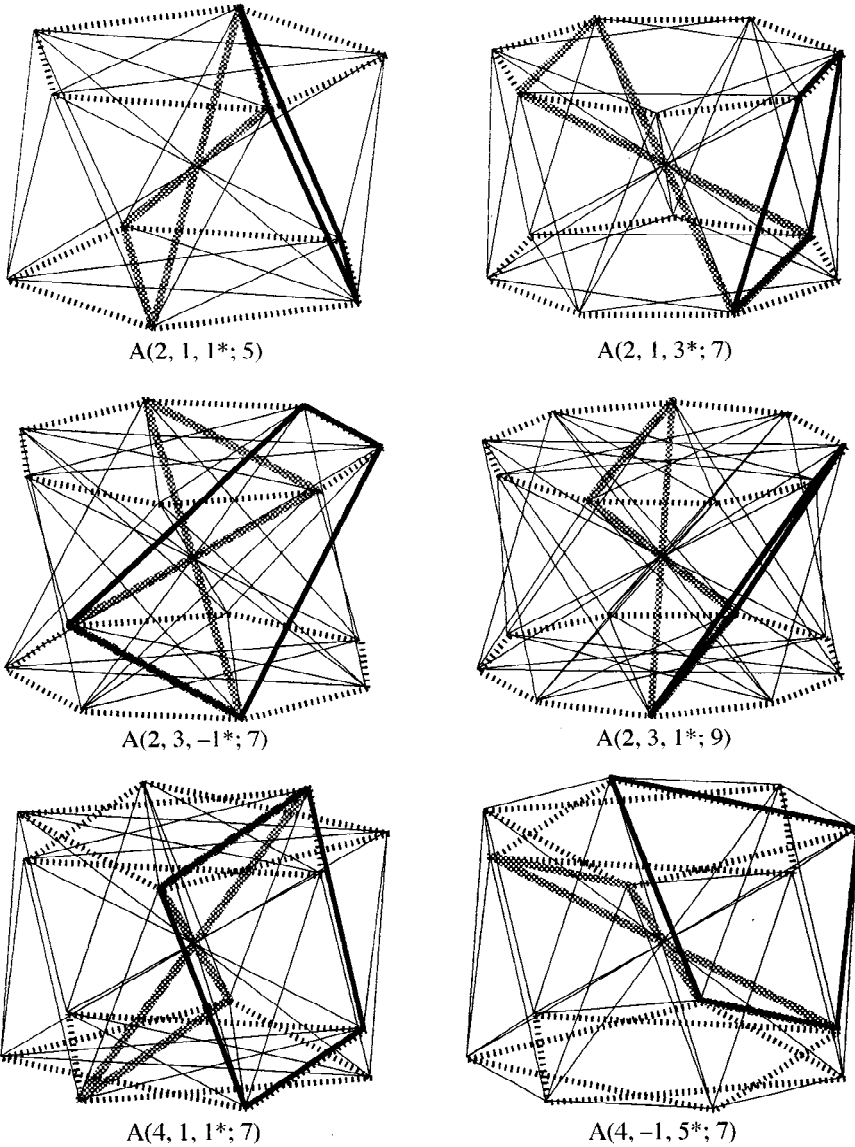 A(2, 1, 1*; 5)
A(2, 1, 3*; 7)
A(2, 3, –1*; 7)
A(2, 3, 1*; 9)
A(4, 1, 1*; 7)
A(4, –1, 5*; 7)